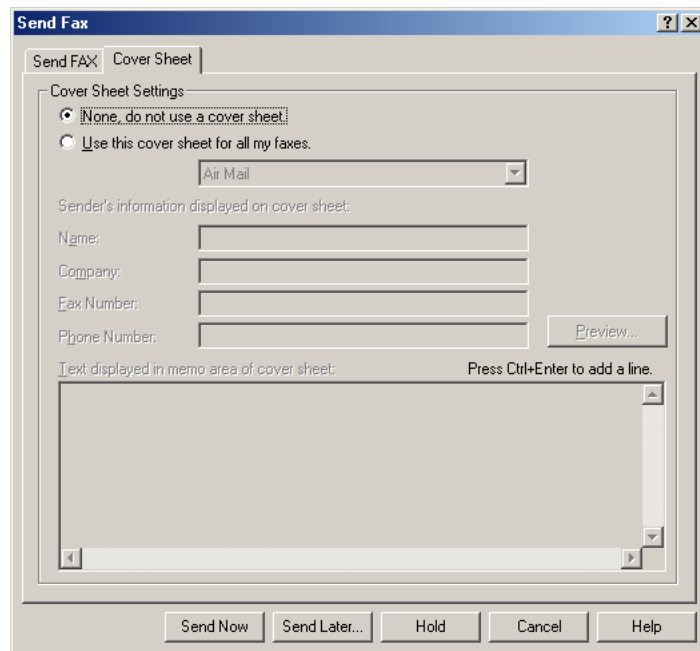 Send Fax
Send FAX Cover Sheet
Cover Sheet Settings
None, do not use a cover sheet.
Use this cover sheet for all my faxes.
Air Mail
Sender's information displayed on cover sheet:
Name:
Company:
Fax Number:
Phone Number:
Preview...
Text displayed in memo area of cover sheet: Press Ctrl+Enter to add a line.
Send Now Send Later... Hold Cancel Help